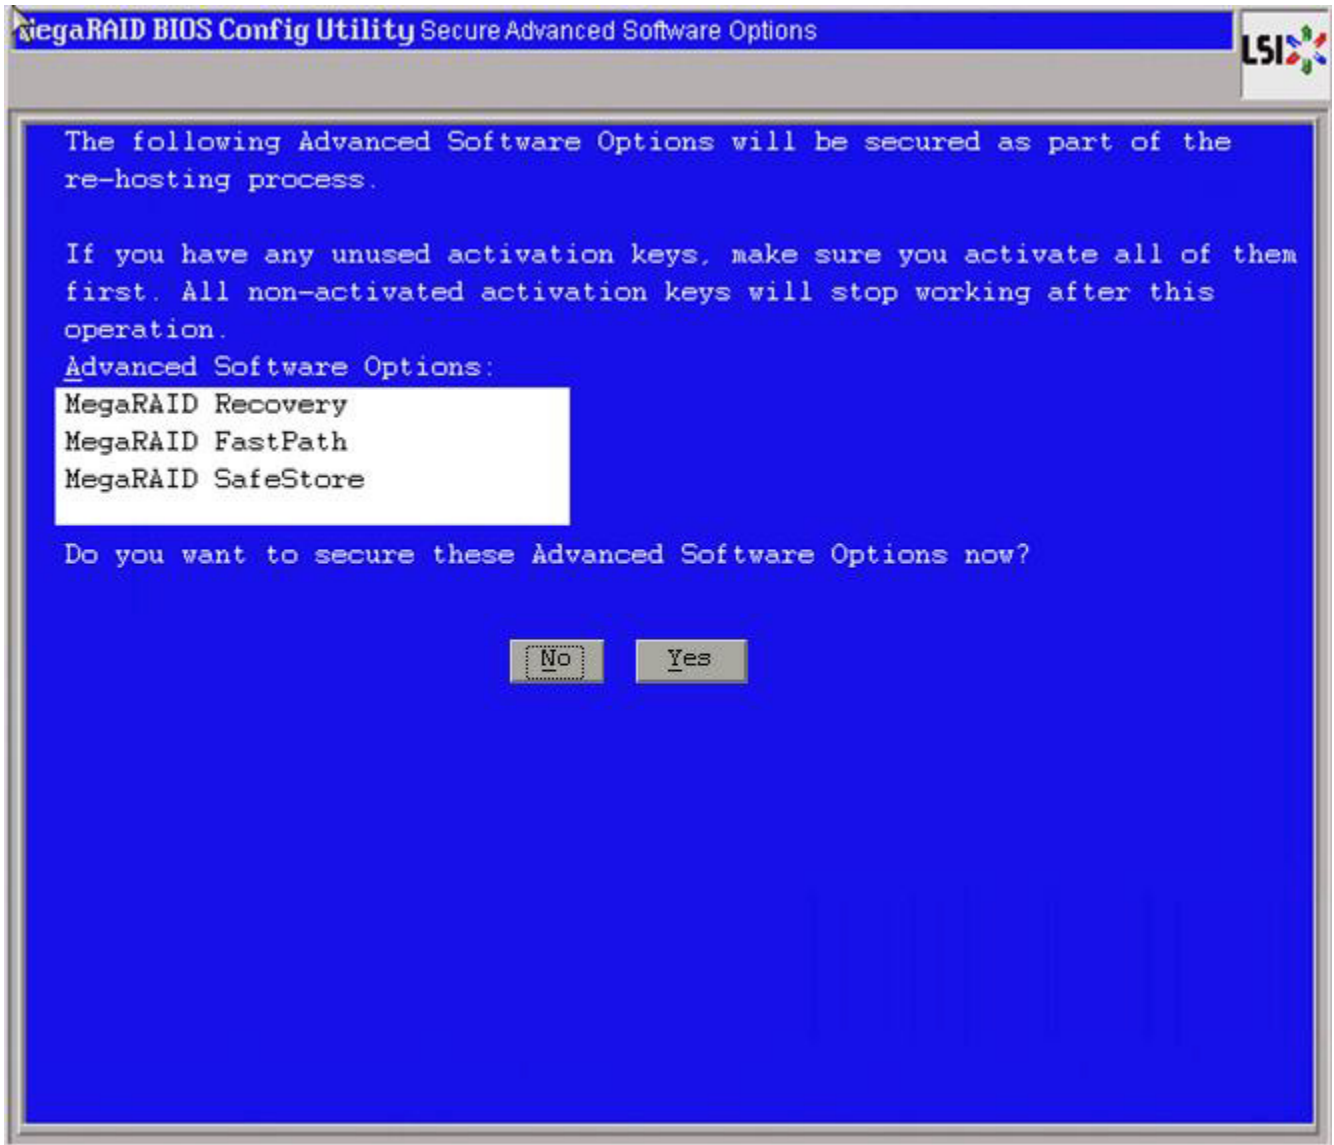 MegaRAID BIOS Config Utility Secure Advanced Software Options
LSI
The following Advanced Software Options will be secured as part of the
re-hosting process.
If you have any unused activation keys, make sure you activate all of them
first. All non-activated activation keys will stop working after this
operation.
Advanced Software Options:
MegaRAID Recovery
MegaRAID FastPath
MegaRAID SafeStore
Do you want to secure these Advanced Software Options now?
No Yes